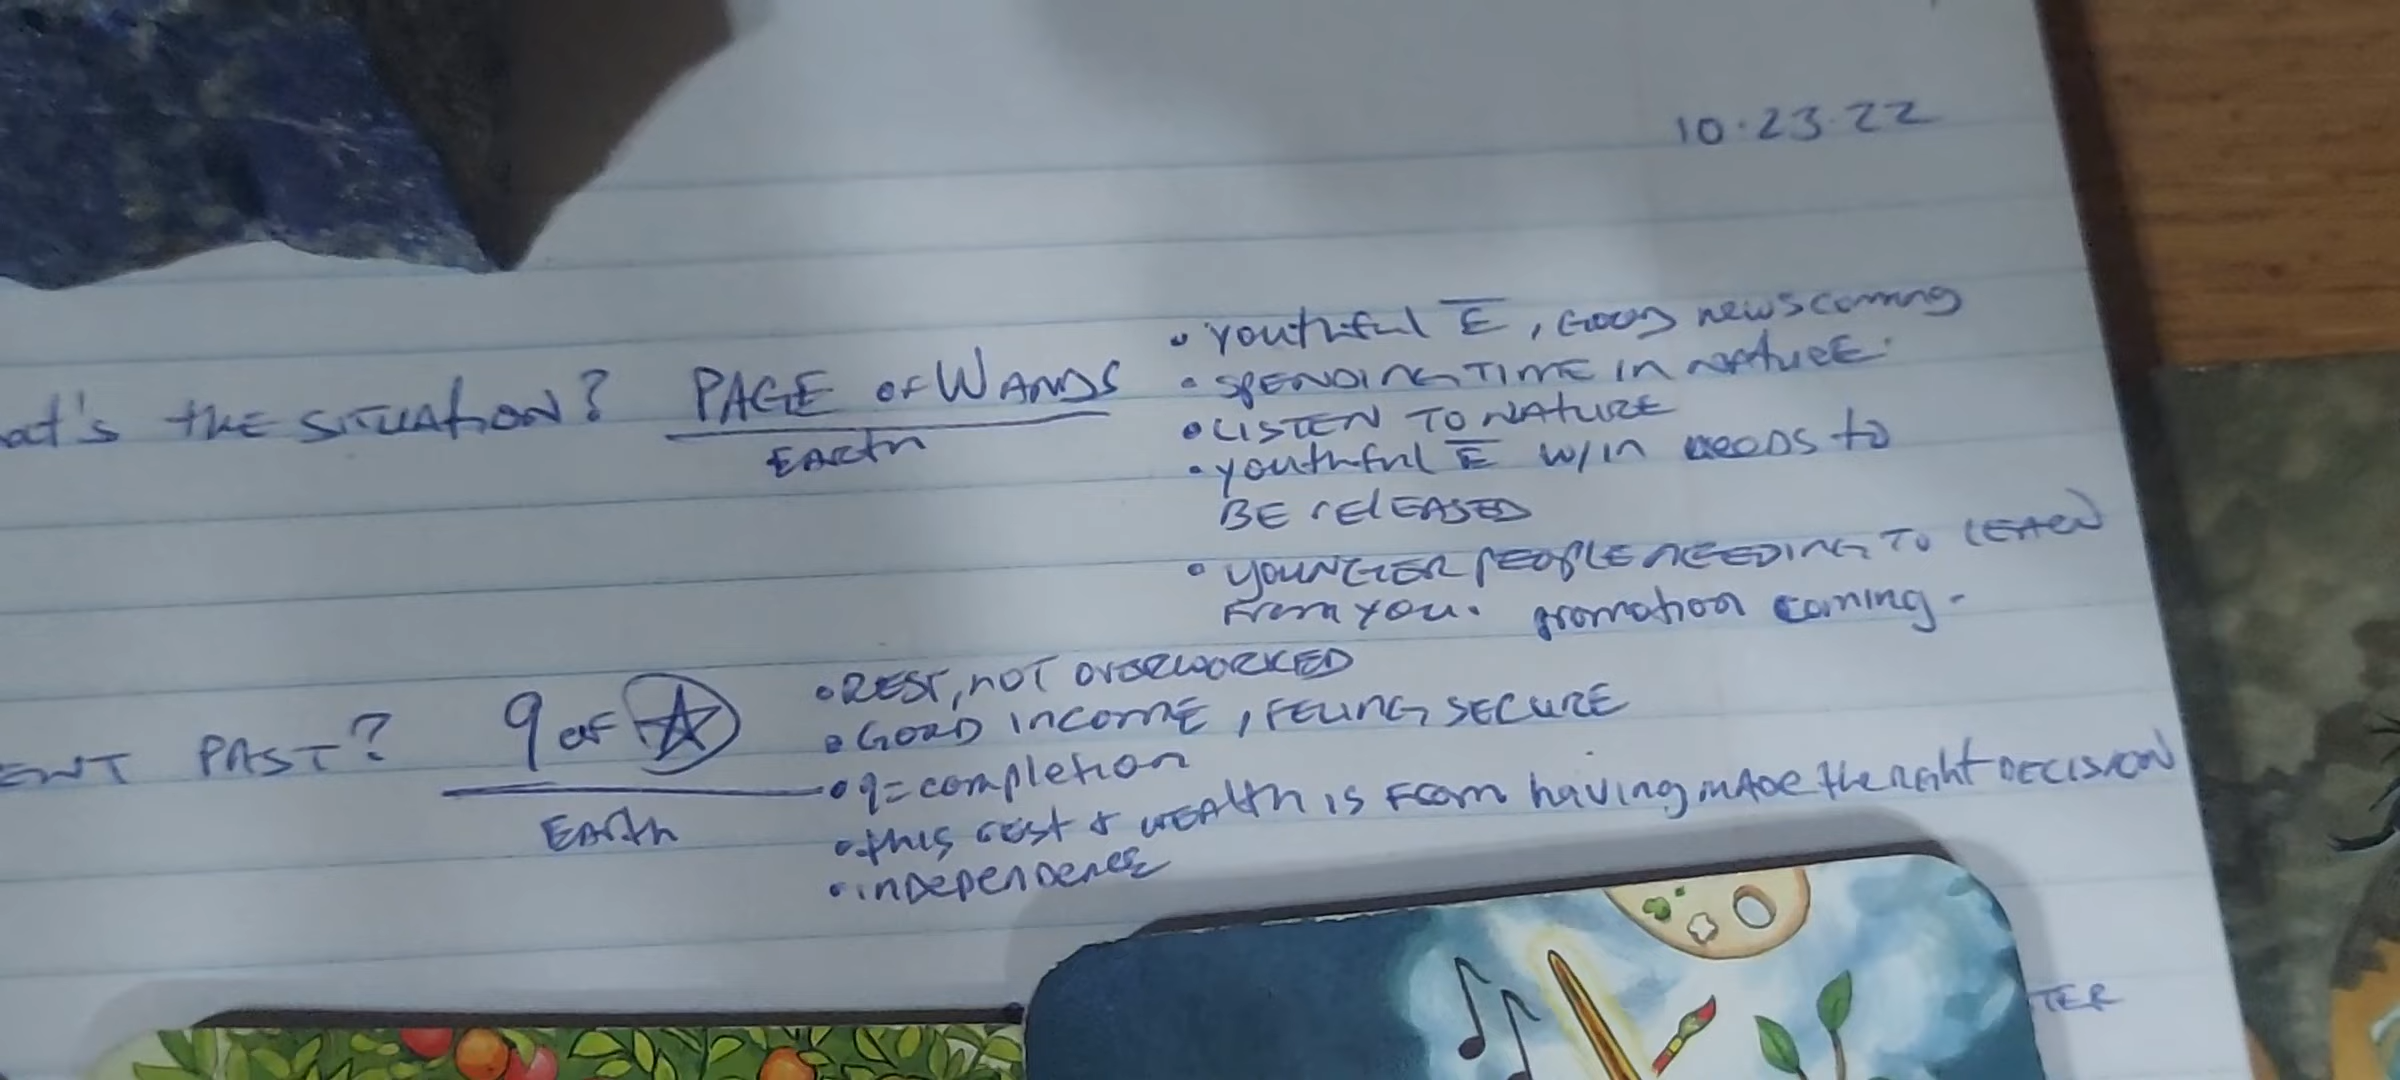 10.23.22
at's the SITUATION? PAGE of WANDS
EARTH
• youthful E, GOOD news coming
• SPENDING TIME in NATURE.
• LISTEN TO NATURE
• youthful E w/in NEEDS to
BE relEASED
• YOUNGER PEOPLE NEEDING TO LEARN
From you. promotion coming.
ENT PAST? 9 of
EARTH
• REST, NOT OVERWORKED
• GOOD INCOME, FEELING SECURE
• 9 = completion
• this rest & WEALTH IS From having MADE the right DECISION
• independence
TER